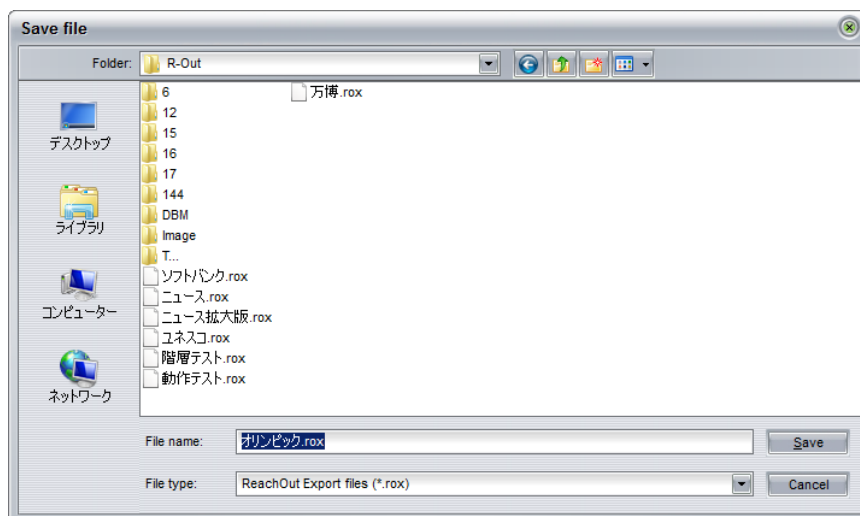 Save file
Folder:
R-Out
デスクトップ
ライブラリ
コンピューター
ネットワーク
6
12
15
16
17
144
DBM
Image
T...
ソフトバンク.rox
ニュース.rox
ニュース拡大版.rox
ユネスコ.rox
階層テスト.rox
動作テスト.rox
万博.rox
File name:
オリンピック.rox
Save
File type:
ReachOut Export files (*.rox)
Cancel